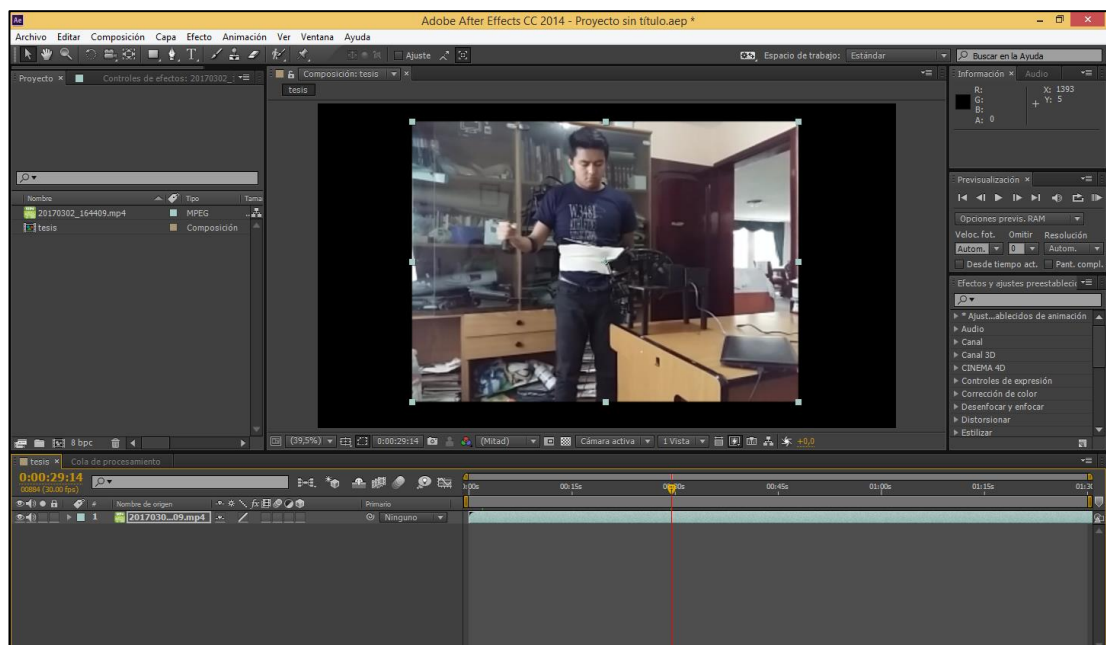 Ae
Adobe After Effects CC 2014 - Proyecto sin título.aep *
Archivo Editar Composición Capa Efecto Animación Ver Ventana Ayuda
Ajuste
Espacio de trabajo: Estándar
Buscar en la Ayuda
Proyecto
Controles de efectos: 20170302_
Composición: tesis
tesis
Información Audio
R: X: 1393
G: Y: 5
B:
A: 0
Previsualización
Opciones previs. RAM
Veloc. fot. Omitir Resolución
Autom. 0 Autom.
Desde tiempo act. Pant. compl.
Nombre Tipo Tama
20170302_164409.mp4 MPEG
tesis Composición
Efectos y ajustes preestableci
* Ajust...ablecidos de animación
Audio
Canal
Canal 3D
CINEMA 4D
Controles de expresión
Corrección de color
Desenfocar y enfocar
Distorsionar
Estilizar
8 bpc
(39,5%) 0:00:29:14 (Mitad) Cámara activa 1 Vista +0,0
tesis Cola de procesamiento
0:00:29:14
00884 (30.00 fps)
00:15s 00:45s 01:00s 01:15s
# Nombre de origen Primario
1 2017030...09.mp4 Ninguno